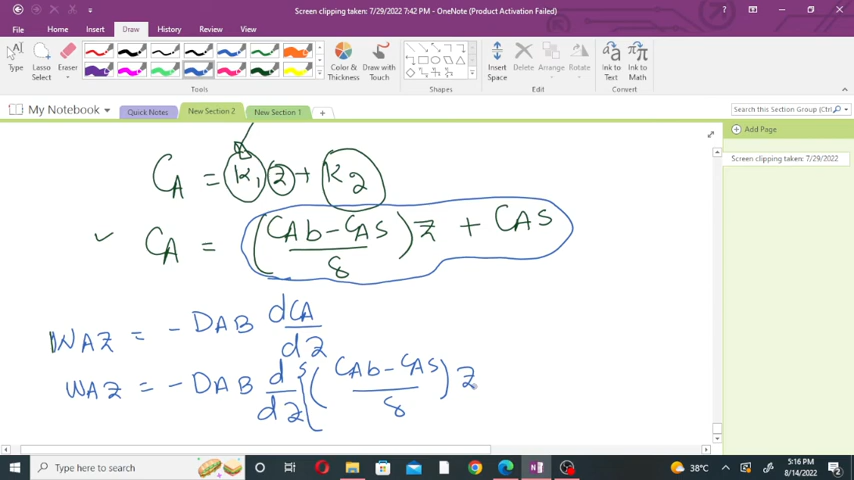 Screen clipping taken: 7/29/2022 7:42 PM - OneNote (Product Activation Failed)
File Home Insert Draw History Review View
Type Lasso Select Eraser Color & Thickness Draw with Touch Insert Space Delete Arrange Rotate Ink to Text Ink to Math
Tools Shapes Edit Convert
My Notebook Quick Notes New Section 2 New Section 1 Search this Section Group (Ctrl
Add Page
Screen clipping taken: 7/29/2022
CA = K1 z + K2
CA = (CAb - CAS / δ) z + CAS
WAZ = - DAB dCA / dz
WAZ = - DAB d / dz { (CAb - CAS / δ) z
Type here to search 38°C 5:16 PM
8/14/2022